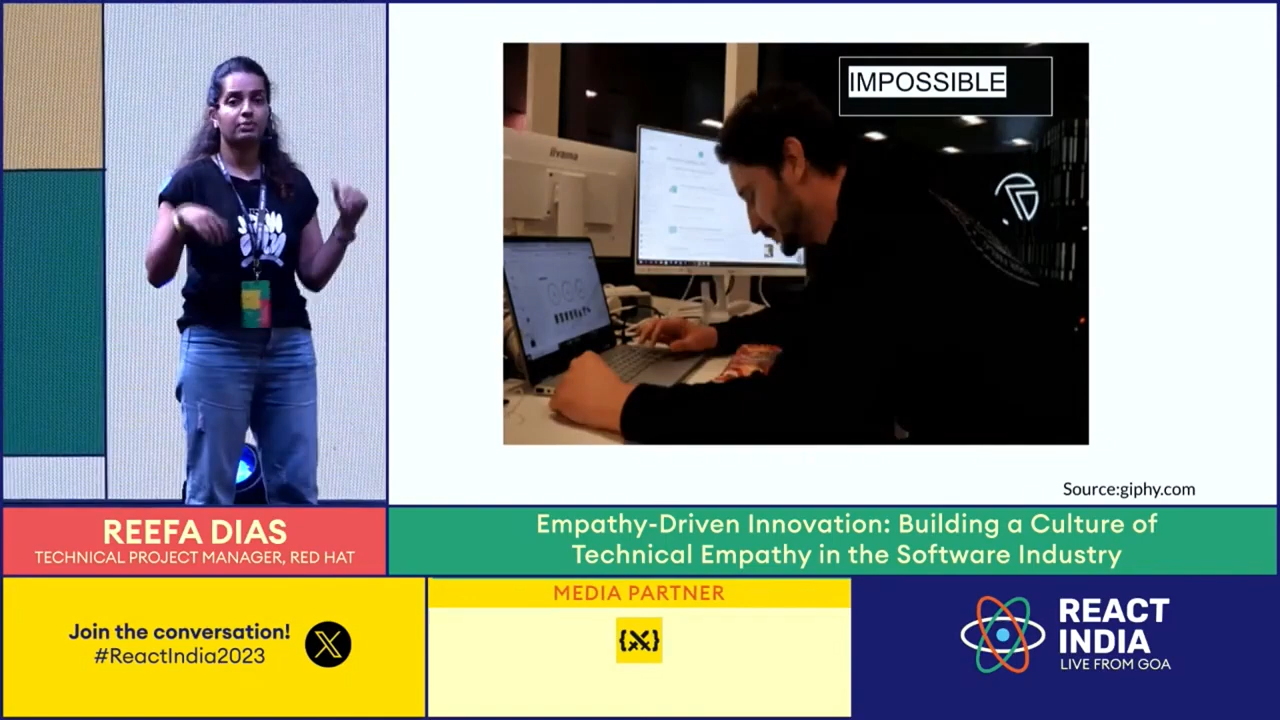 IMPOSSIBLE
iiyama
Source:giphy.com
REEFA DIAS
TECHNICAL PROJECT MANAGER, RED HAT
Empathy-Driven Innovation: Building a Culture of
Technical Empathy in the Software Industry
Join the conversation!
#ReactIndia2023
MEDIA PARTNER
REACT
INDIA
LIVE FROM GOA